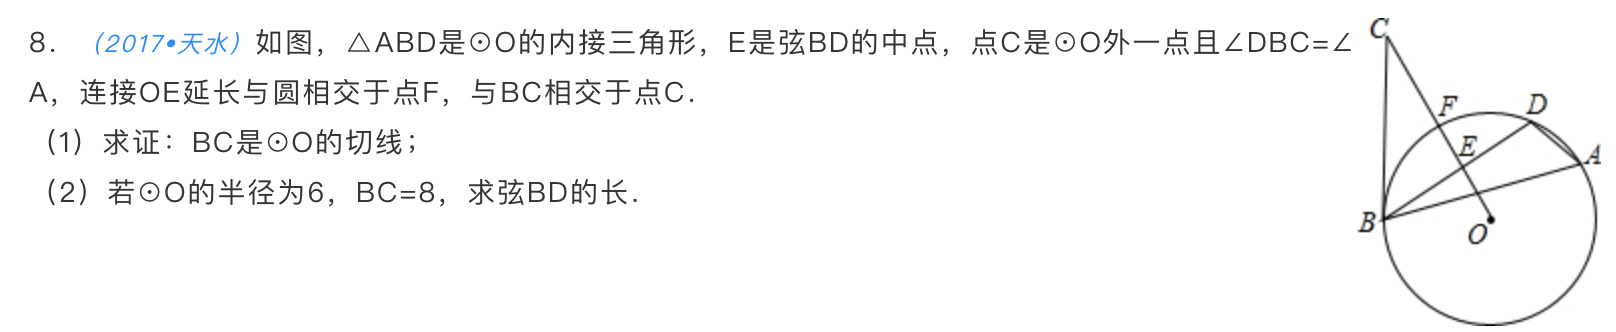 8. （2017•天水）如图，△ABD是⊙O的内接三角形，E是弦BD的中点，点C是⊙O外一点且∠DBC=∠
A，连接OE延长与圆相交于点F，与BC相交于点C.
（1）求证：BC是⊙O的切线；
（2）若⊙O的半径为6，BC=8，求弦BD的长.
C
F
D
E
A
B
O